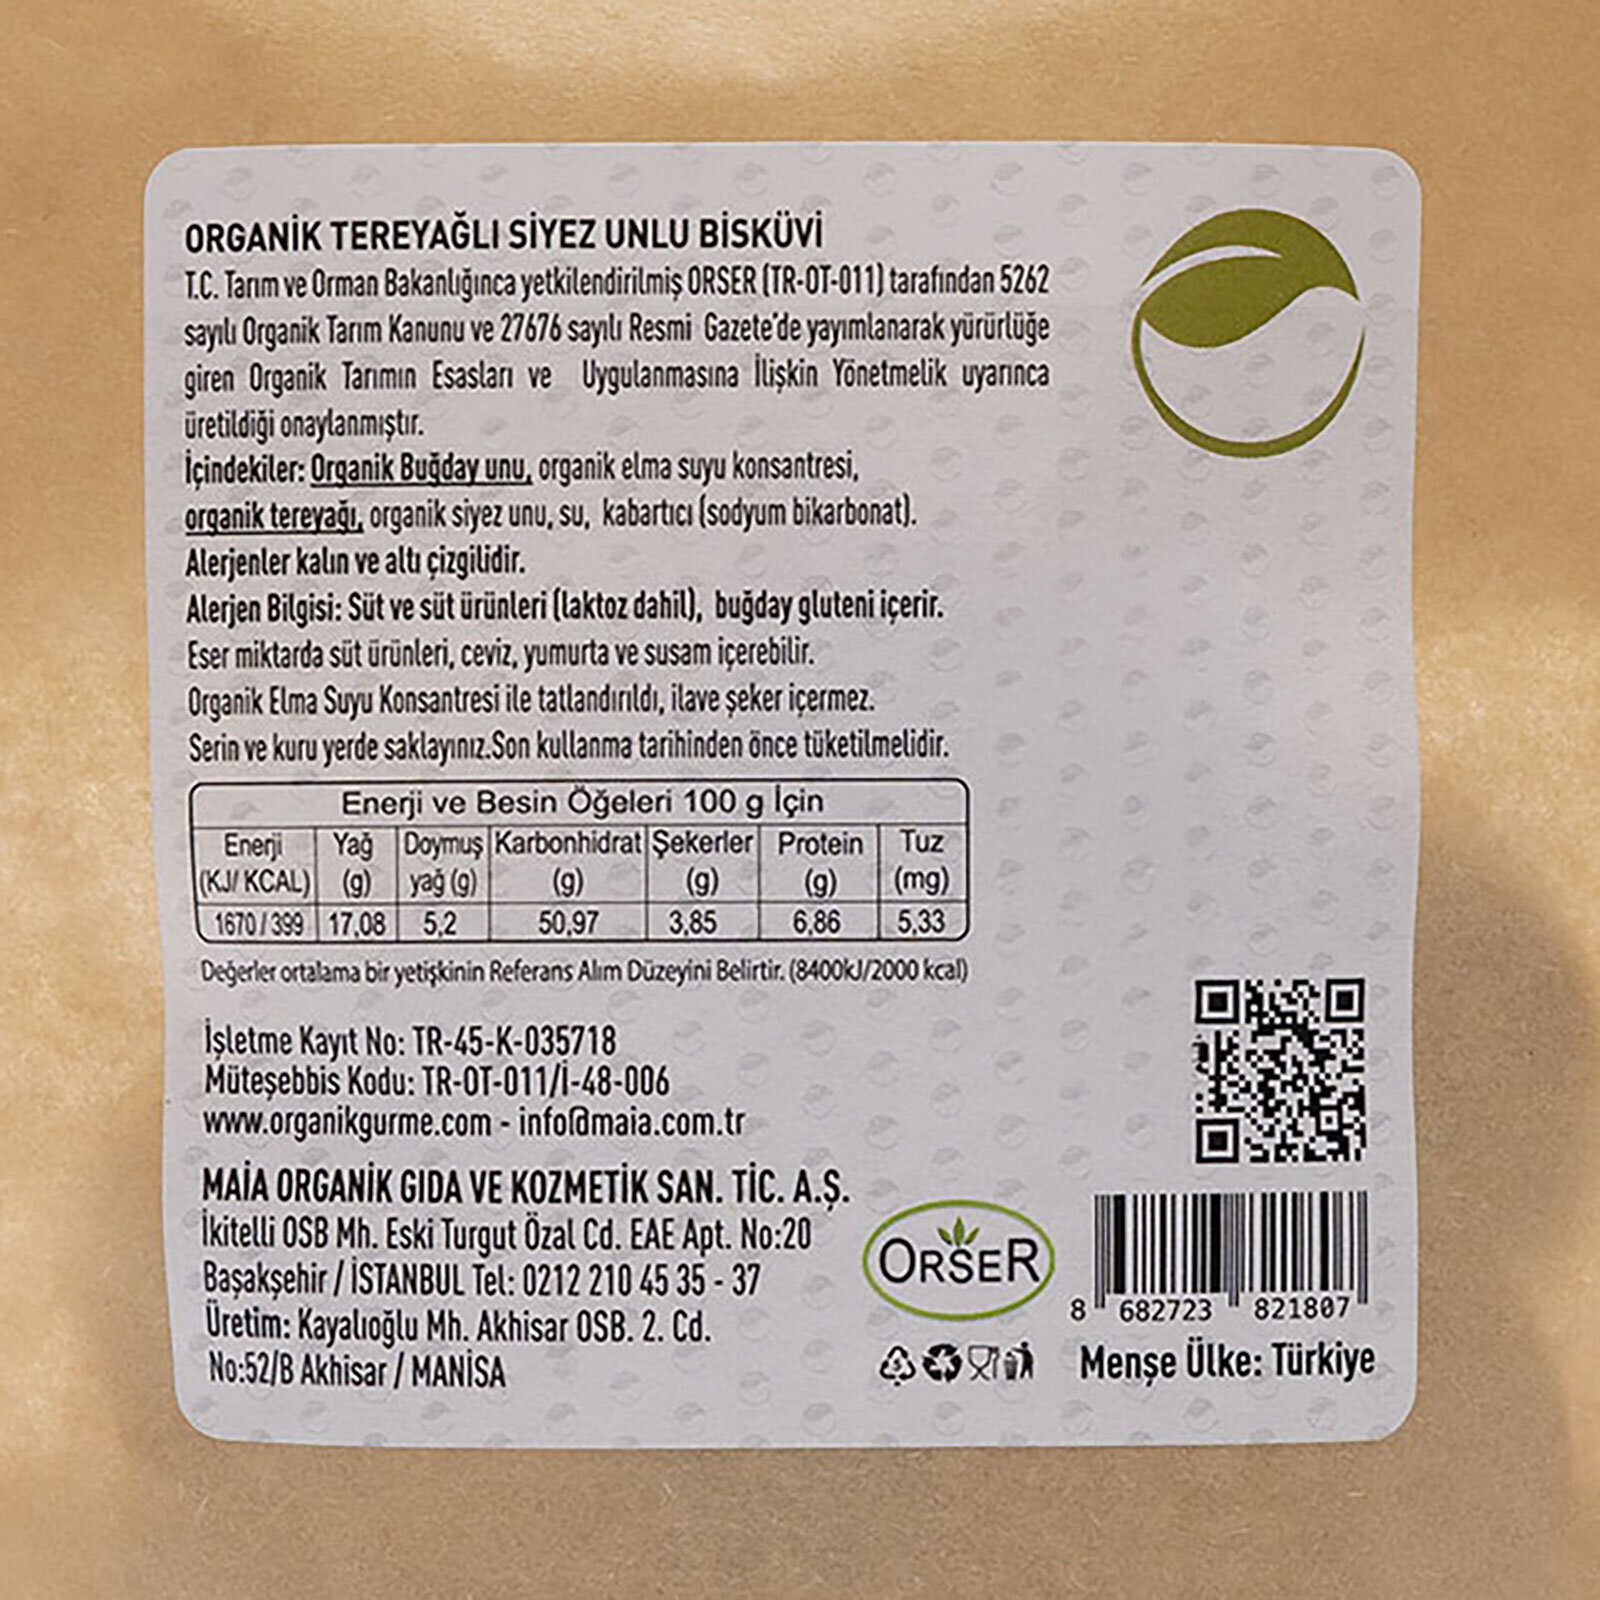 ORGANİK TEREYAĞLI SİYEZ UNLU BİSKÜVİ
T.C. Tarım ve Orman Bakanlığınca yetkilendirilmiş ORSER (TR-OT-011) tarafından 5262
sayılı Organik Tarım Kanunu ve 27676 sayılı Resmi Gazete'de yayımlanarak yürürlüğe
giren Organik Tarımın Esasları ve Uygulanmasına İlişkin Yönetmelik uyarınca
üretildiği onaylanmıştır.
İçindekiler: Organik Buğday unu, organik elma suyu konsantresi,
organik tereyağı, organik siyez unu, su, kabartıcı (sodyum bikarbonat).
Alerjenler kalın ve altı çizgilidir.
Alerjen Bilgisi: Süt ve süt ürünleri (laktoz dahil), buğday gluteni içerir.
Eser miktarda süt ürünleri, ceviz, yumurta ve susam içerebilir.
Organik Elma Suyu Konsantresi ile tatlandırıldı, ilave şeker içermez.
Serin ve kuru yerde saklayınız.Son kullanma tarihinden önce tüketilmelidir.
Enerji ve Besin Öğeleri 100 g İçin
Enerji Yağ Doymuş Karbonhidrat Şekerler Protein Tuz
(KJ/ KCAL) (g) yağ (g) (g) (g) (g) (mg)
1670 / 399 17,08 5,2 50,97 3,85 6,86 5,33
Değerler ortalama bir yetişkinin Referans Alım Düzeyini Belirtir. (8400kJ/2000 kcal)
İşletme Kayıt No: TR-45-K-035718
Müteşebbis Kodu: TR-OT-011/İ-48-006
www.organikgurme.com - info@maia.com.tr
MAİA ORGANİK GIDA VE KOZMETİK SAN. TİC. A.Ş.
İkitelli OSB Mh. Eski Turgut Özal Cd. EAE Apt. No:20
Başakşehir / İSTANBUL Tel: 0212 210 45 35 - 37
Üretim: Kayalıoğlu Mh. Akhisar OSB. 2. Cd.
No:52/B Akhisar / MANİSA
ORSER
8 682723 821807
Menşe Ülke: Türkiye